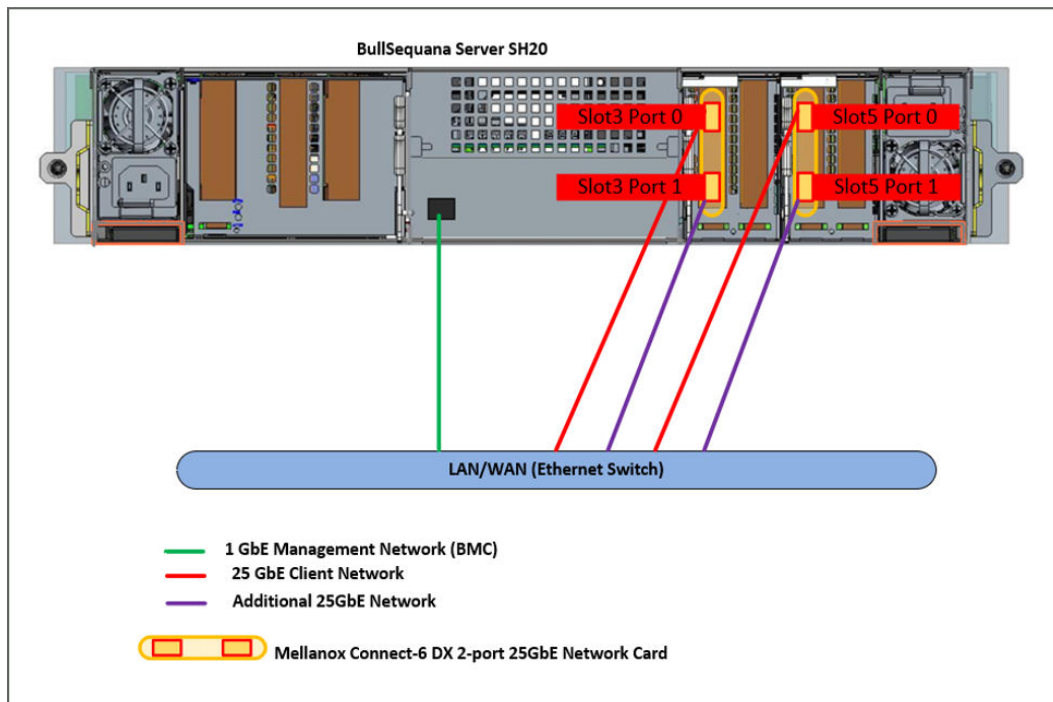 BullSequana Server SH20
Slot3 Port 0
Slot5 Port 0
Slot3 Port 1
Slot5 Port 1
LAN/WAN (Ethernet Switch)
1 GbE Management Network (BMC)
25 GbE Client Network
Additional 25GbE Network
Mellanox Connect-6 DX 2-port 25GbE Network Card